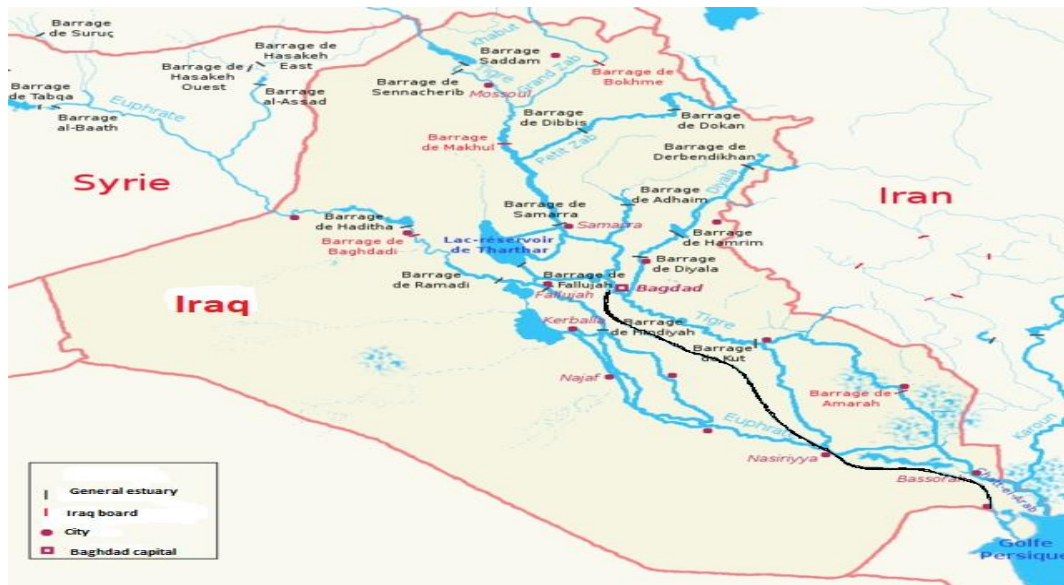 Barrage
de Suruç
Barrage de
Hasakeh
East
Barrage de
Hasakeh
Ouest
Barrage
al-Assad
Barrage
de Tabqa
Barrage
al-Baath
Euphrate
Syrie
Khabur
Barrage
Saddam
Tigre
Grand Zab
Barrage de
Sennacherib
Mossoul
Barrage de
Bokhme
Barrage
de Dibbis
Barrage
de Dokan
Barrage
de Makhul
Petit Zab
Barrage de
Derbendikhan
Diyala
Iran
Barrage
de Adhaim
Barrage de
Samarra
Samarra
Barrage
de Haditha
Barrage de
Baghdadi
Lac-réservoir
de Tharthar
Barrage
de Hamrim
Barrage
de Diyala
Barrage
de Ramadi
Barrage de
Fallujah
Fallujah
Bagdad
Iraq
Kerballa
Barrage
de Hindiyah
Tigre
Barrage
de Kut
Najaf
Barrage de
Amarah
Euphrate
Karoun
Nasiriyya
Bassorah
Chatt-el-Arab
Golfe
Persique
General estuary
Iraq board
City
Baghdad capital